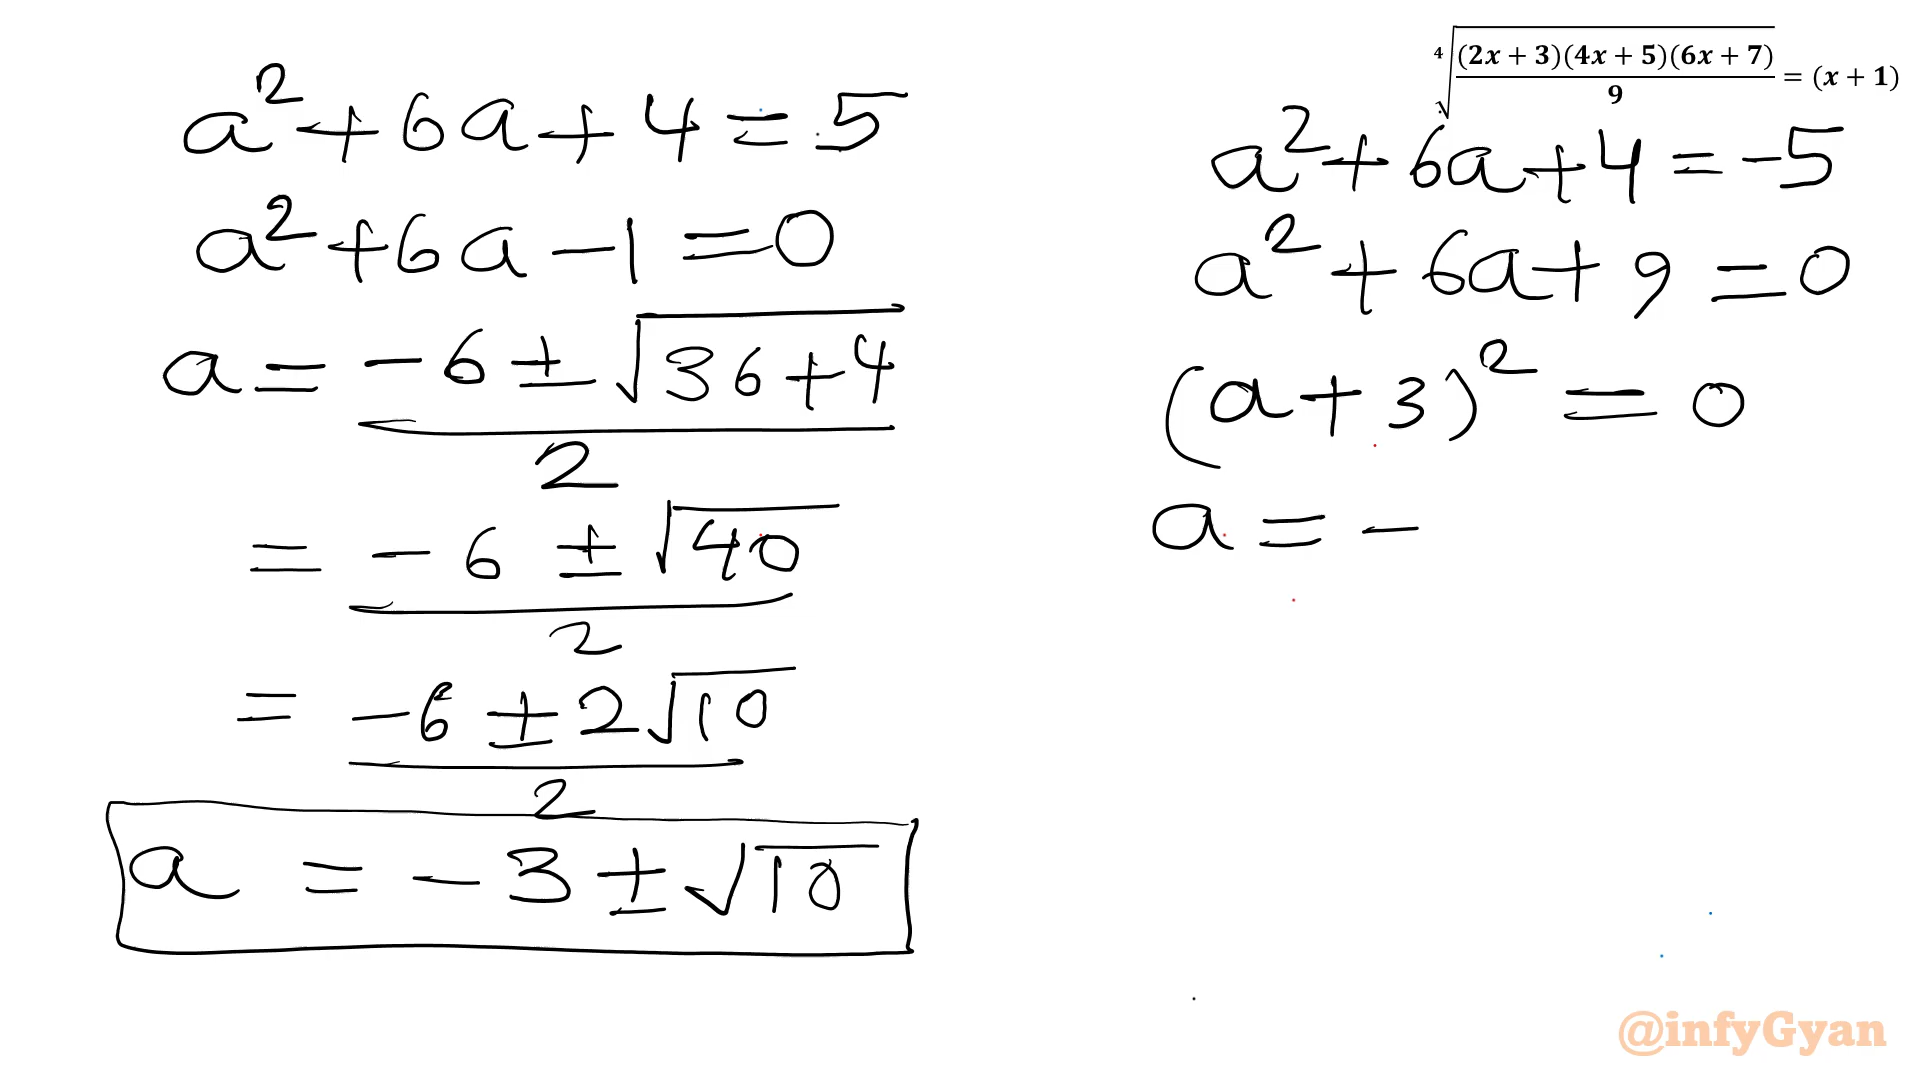 ⁴√((2x + 3)(4x + 5)(6x + 7)/9) = (x + 1)
a² + 6a + 4 = 5
a² + 6a - 1 = 0
a = (-6 ± √(36 + 4))/2
= (-6 ± √40)/2
= (-6 ± 2√10)/2
a = -3 ± √10
a² + 6a + 4 = -5
a² + 6a + 9 = 0
(a + 3)² = 0
a = -
@infyGyan